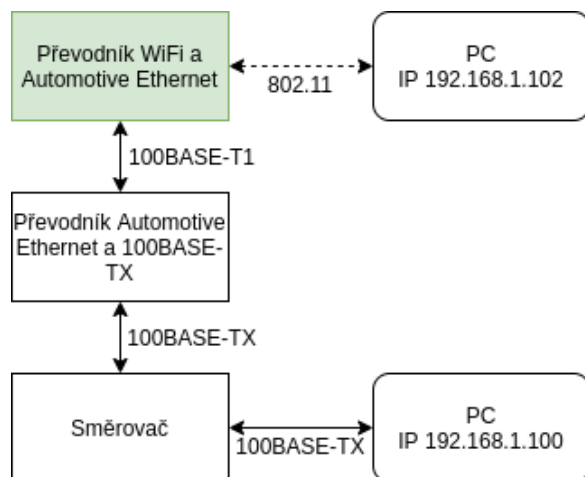 Převodník WiFi a
Automotive Ethernet
802.11
PC
IP 192.168.1.102
100BASE-T1
Převodník Automotive
Ethernet a 100BASE-
TX
100BASE-TX
Směrovač
100BASE-TX
PC
IP 192.168.1.100